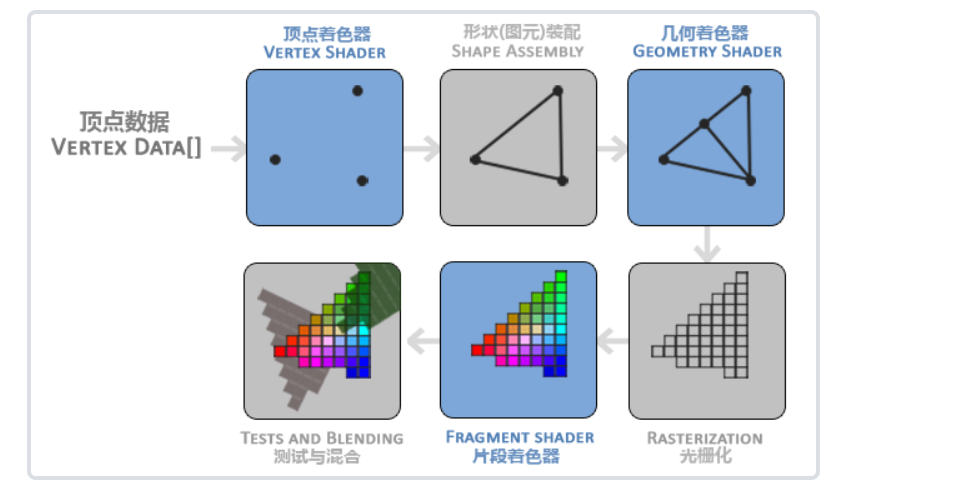 顶点着色器
VERTEX SHADER
形状(图元)装配
SHAPE ASSEMBLY
几何着色器
GEOMETRY SHADER
顶点数据
VERTEX DATA[]
TESTS AND BLENDING
测试与混合
FRAGMENT SHADER
片段着色器
RASTERIZATION
光栅化